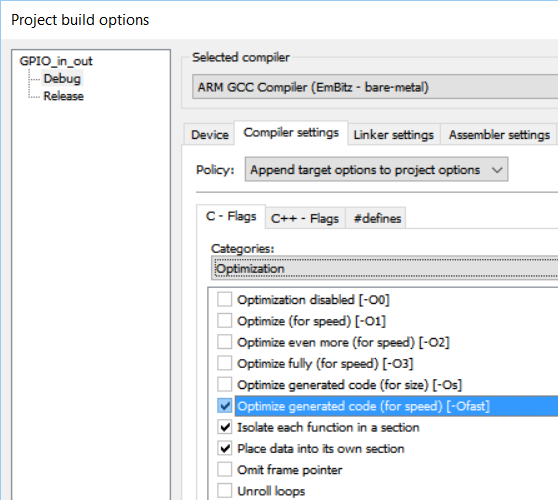 Project build options
GPIO_in_out
Debug
Release
Selected compiler
ARM GCC Compiler (EmBitz - bare-metal)
Device Compiler settings Linker settings Assembler settings
Policy: Append target options to project options
C - Flags C++ - Flags #defines
Categories:
Optimization
Optimization disabled [-O0]
Optimize (for speed) [-O1]
Optimize even more (for speed) [-O2]
Optimize fully (for speed) [-O3]
Optimize generated code (for size) [-Os]
Optimize generated code (for speed) [-Ofast]
Isolate each function in a section
Place data into its own section
Omit frame pointer
Unroll loops